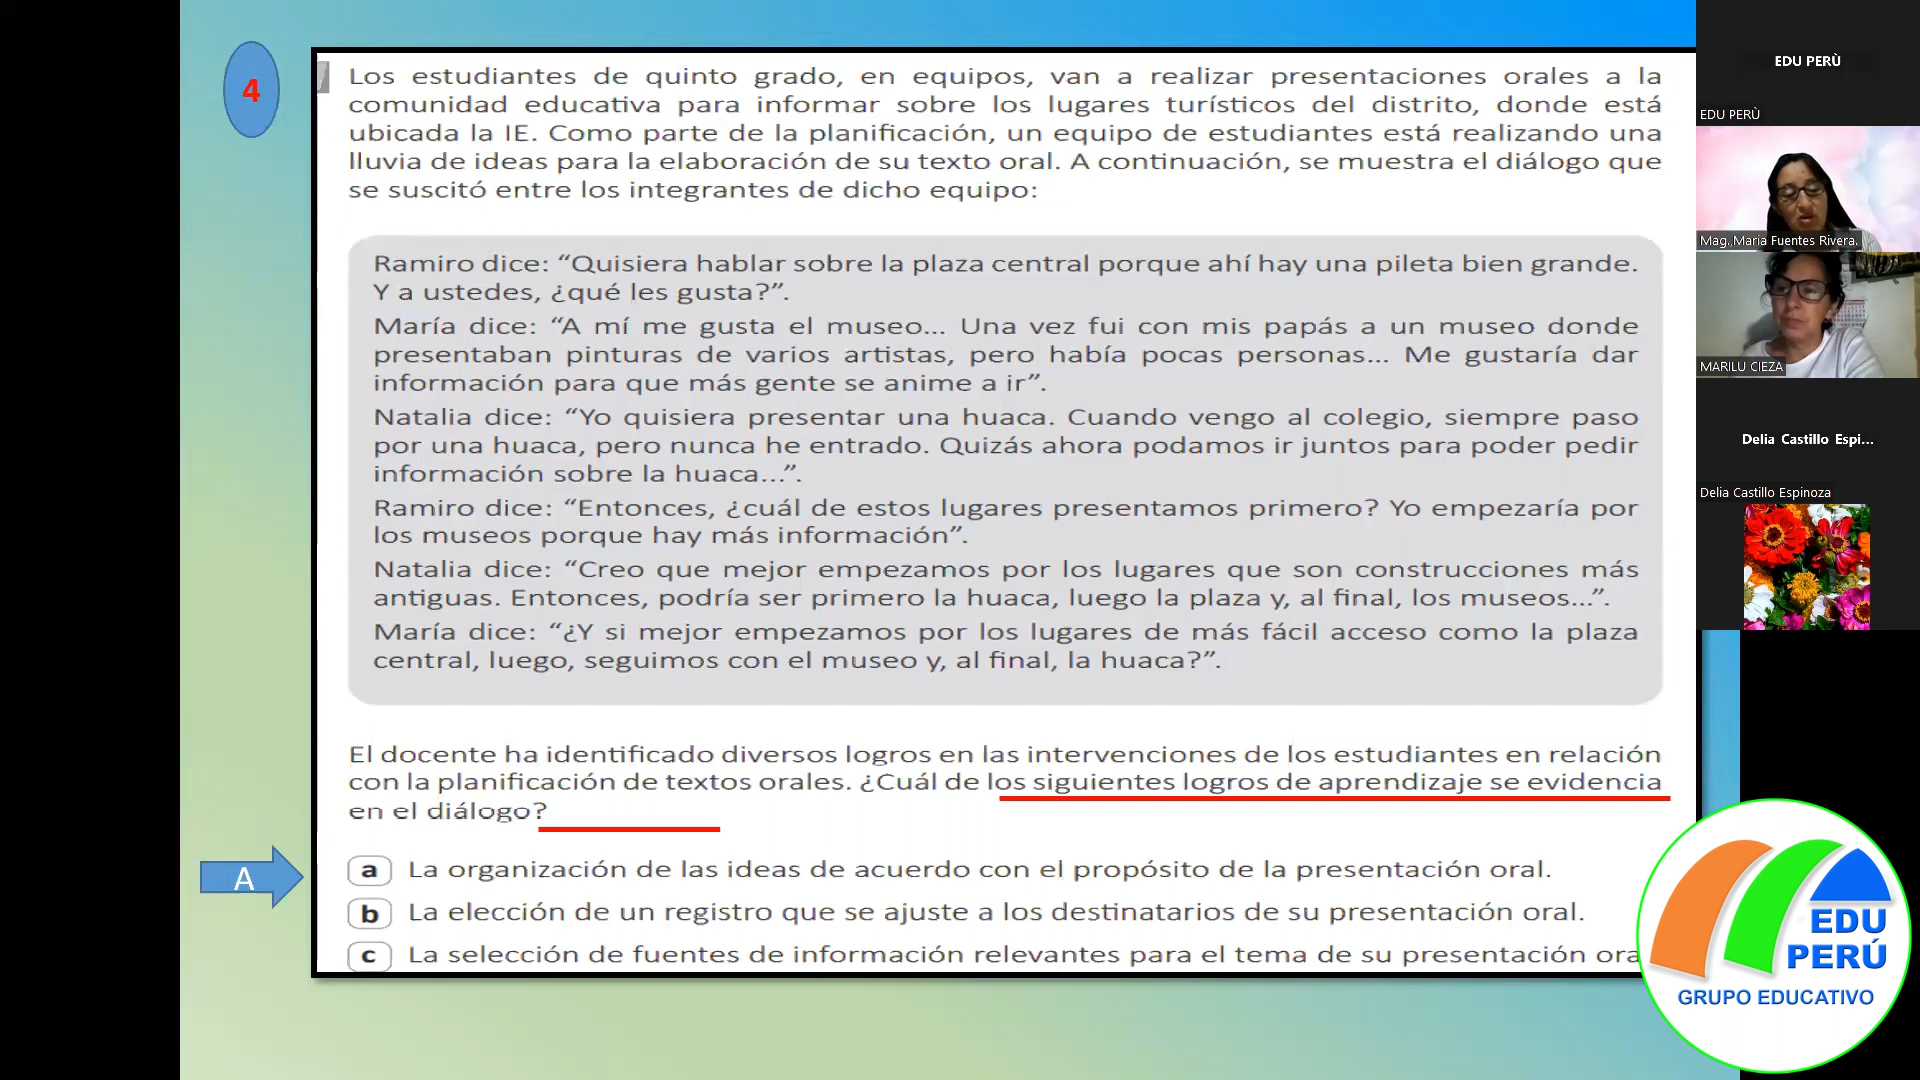 4
Los estudiantes de quinto grado, en equipos, van a realizar presentaciones orales a la
comunidad educativa para informar sobre los lugares turísticos del distrito, donde está
ubicada la IE. Como parte de la planificación, un equipo de estudiantes está realizando una
lluvia de ideas para la elaboración de su texto oral. A continuación, se muestra el diálogo que
se suscitó entre los integrantes de dicho equipo:
Ramiro dice: “Quisiera hablar sobre la plaza central porque ahí hay una pileta bien grande.
Y a ustedes, ¿qué les gusta?”.
María dice: “A mí me gusta el museo... Una vez fui con mis papás a un museo donde
presentaban pinturas de varios artistas, pero había pocas personas... Me gustaría dar
información para que más gente se anime a ir”.
Natalia dice: “Yo quisiera presentar una huaca. Cuando vengo al colegio, siempre paso
por una huaca, pero nunca he entrado. Quizás ahora podamos ir juntos para poder pedir
información sobre la huaca...”.
Ramiro dice: “Entonces, ¿cuál de estos lugares presentamos primero? Yo empezaría por
los museos porque hay más información”.
Natalia dice: “Creo que mejor empezamos por los lugares que son construcciones más
antiguas. Entonces, podría ser primero la huaca, luego la plaza y, al final, los museos...”.
María dice: “¿Y si mejor empezamos por los lugares de más fácil acceso como la plaza
central, luego, seguimos con el museo y, al final, la huaca?”.
El docente ha identificado diversos logros en las intervenciones de los estudiantes en relación
con la planificación de textos orales. ¿Cuál de los siguientes logros de aprendizaje se evidencia
en el diálogo?
A
a La organización de las ideas de acuerdo con el propósito de la presentación oral.
b La elección de un registro que se ajuste a los destinatarios de su presentación oral.
c La selección de fuentes de información relevantes para el tema de su presentación ora
EDU PERÙ
EDU PERÙ
Mag. Maria Fuentes Rivera.
MARILU CIEZA
Delia Castillo Espi...
Delia Castillo Espinoza
EDU
PERÚ
GRUPO EDUCATIVO